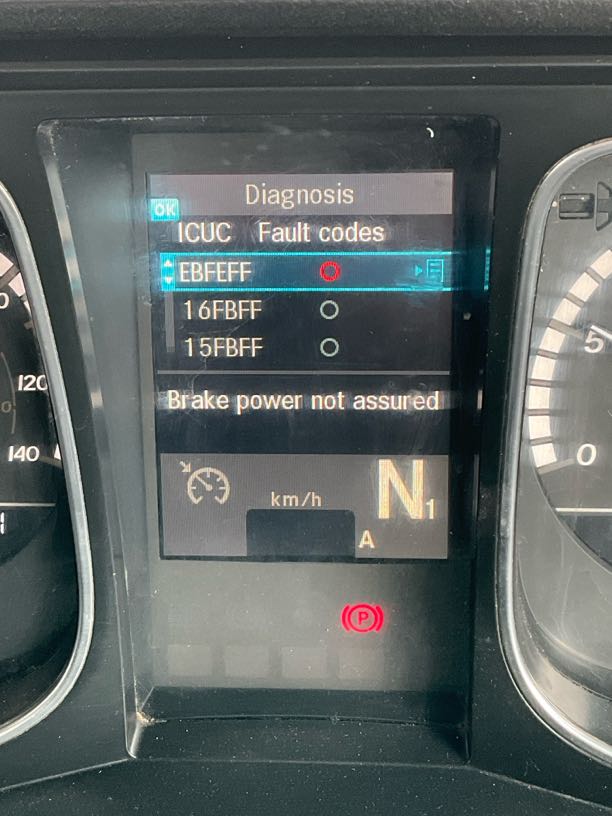 Diagnosis
OK
ICUC Fault codes
EBFEFF
16FBFF
15FBFF
Brake power not assured
km/h
N1
A
P
120
140
5
0